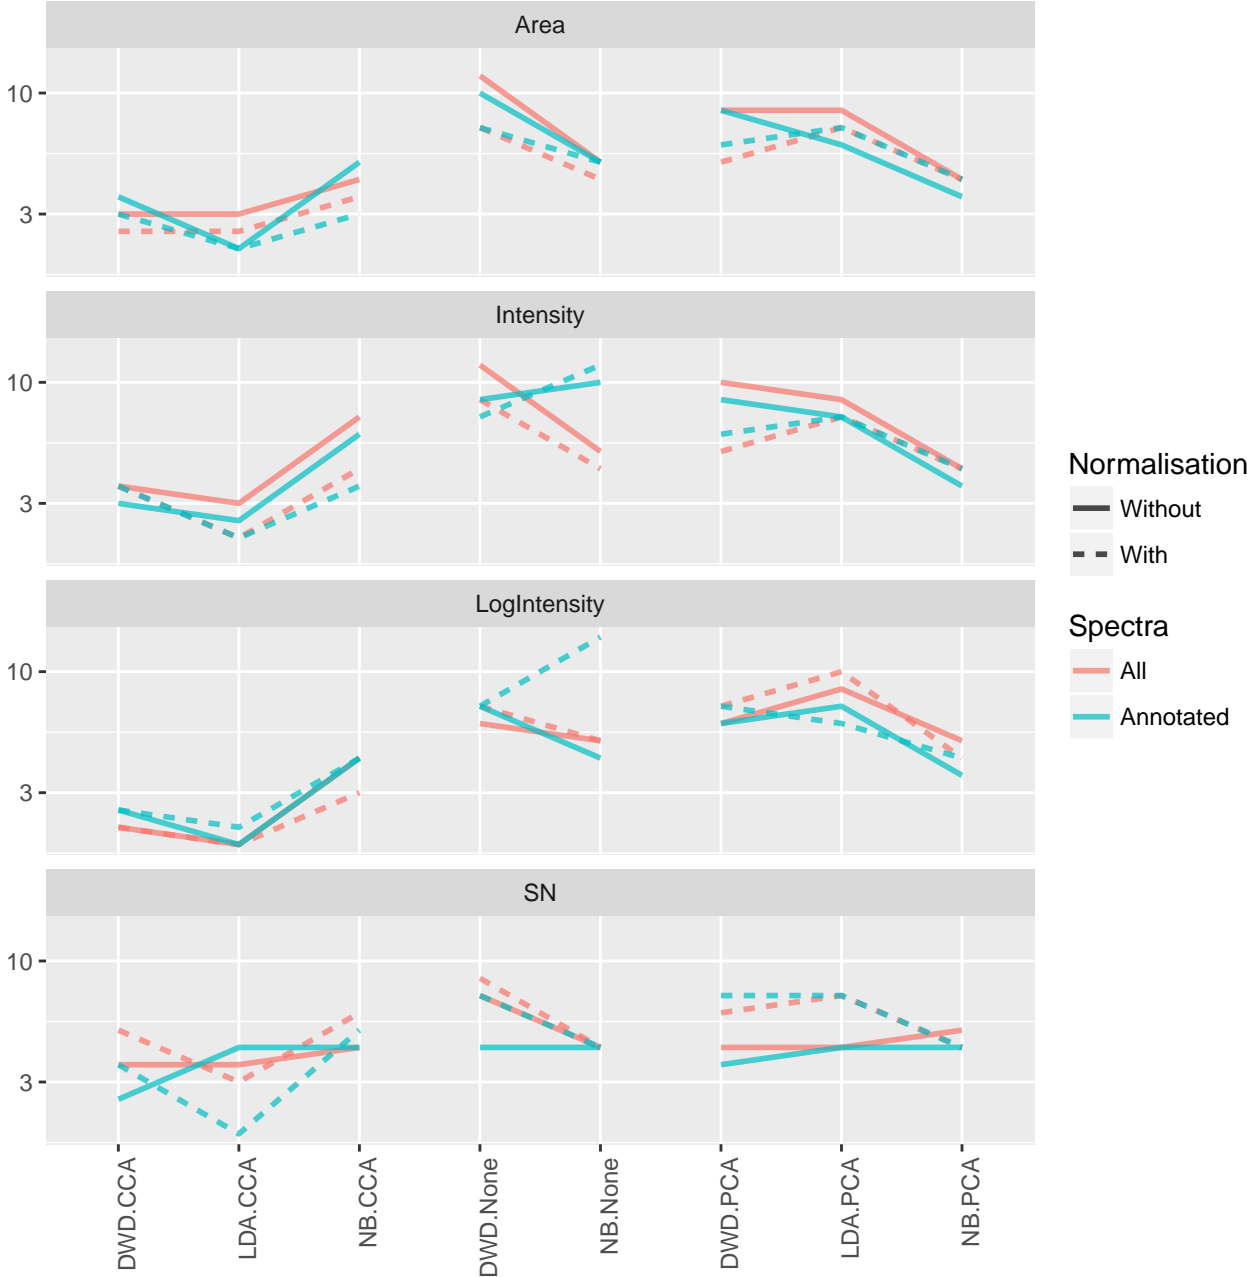 Area
10
3
Intensity
10
3
LogIntensity
10
3
SN
10
3
DWD.CCA
LDA.CCA
NB.CCA
DWD.None
NB.None
DWD.PCA
LDA.PCA
NB.PCA
Normalisation
Without
With
Spectra
All
Annotated